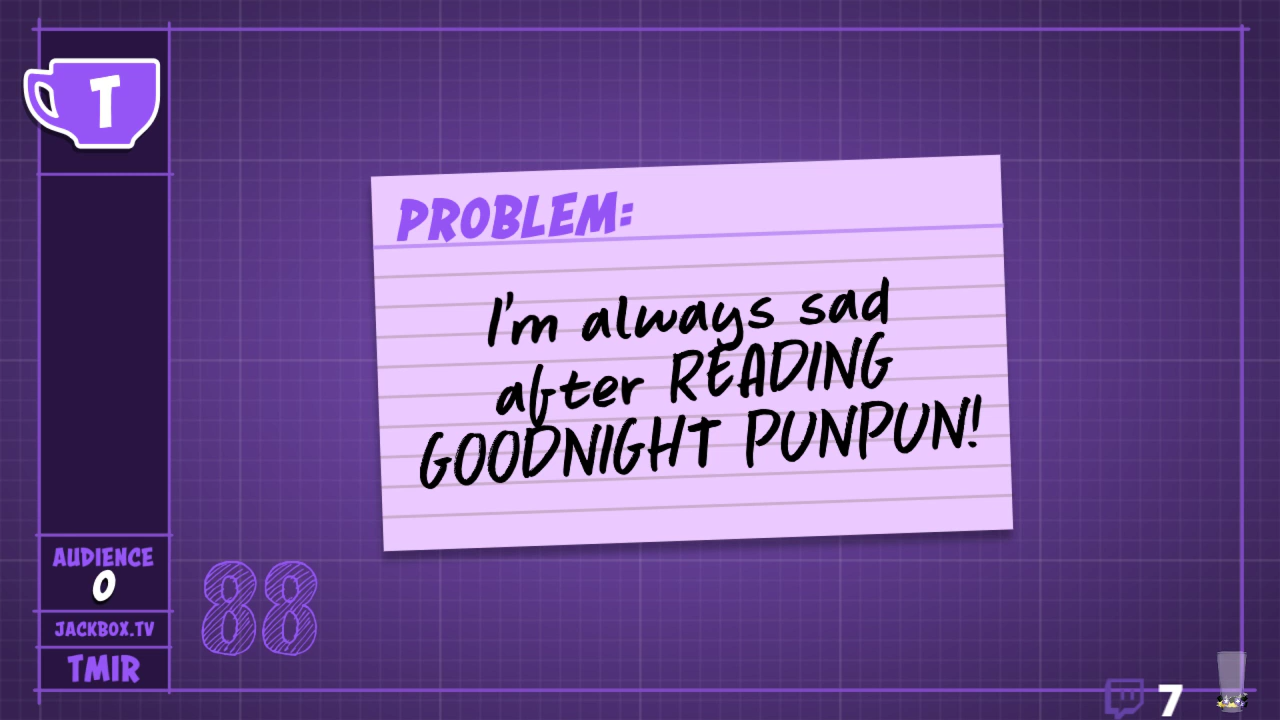 T
PROBLEM:
I'm always sad
after READING
GOODNIGHT PUNPUN!
AUDIENCE
0
JACKBOX.TV
TMIR
88
7